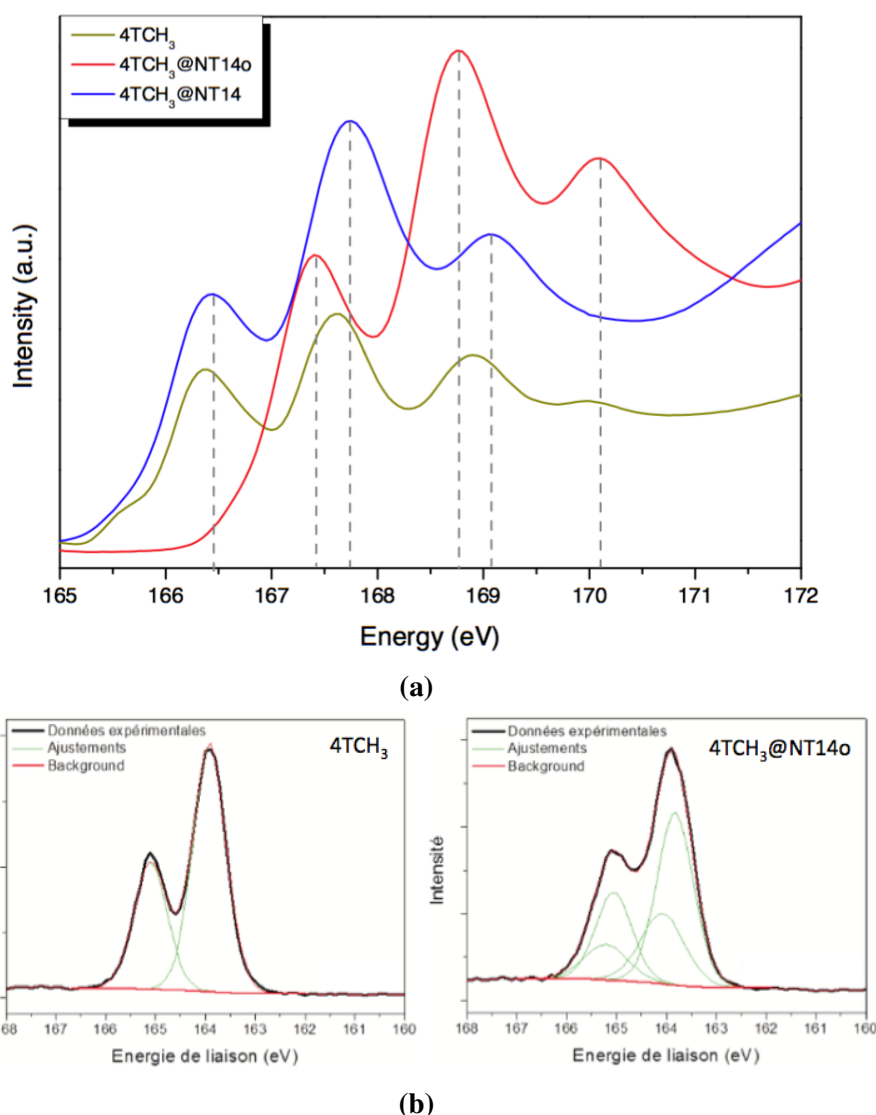 4TCH₃
4TCH₃@NT14o
4TCH₃@NT14
Intensity (a.u.)
165 166 167 168 169 170 171 172
Energy (eV)
(a)
Données expérimentales
Ajustements
Background
4TCH₃
68 167 166 165 164 163 162 161 160
Energie de liaison (eV)
Données expérimentales
Ajustements
Background
4TCH₃@NT14o
Intensité
168 167 166 165 164 163 162 161 160
Energie de liaison (eV)
(b)